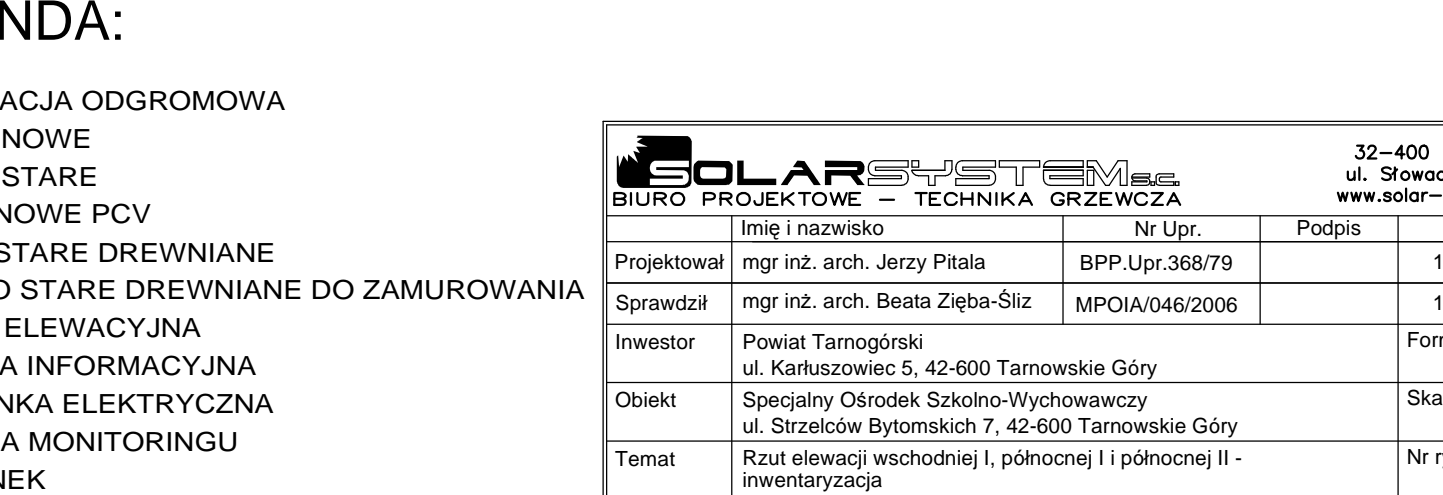 NDA:
ACJA ODGROMOWA
NOWE
STARE
NOWE PCV
STARE DREWNIANE
O STARE DREWNIANE DO ZAMUROWANIA
ELEWACYJNA
A INFORMACYJNA
NKA ELEKTRYCZNA
A MONITORINGU
NEK
SOLARSYSTEM s.c.
BIURO PROJEKTOWE – TECHNIKA GRZEWCZA
32-400
ul. Słowac
www.solar-
Imię i nazwisko Nr Upr. Podpis
Projektował mgr inż. arch. Jerzy Pitala BPP.Upr.368/79 1
Sprawdził mgr inż. arch. Beata Zięba-Śliz MPOIA/046/2006 1
Inwestor Powiat Tarnogórski
ul. Karłuszowiec 5, 42-600 Tarnowskie Góry
Form
Obiekt Specjalny Ośrodek Szkolno-Wychowawczy
ul. Strzelców Bytomskich 7, 42-600 Tarnowskie Góry
Ska
Temat Rzut elewacji wschodniej I, północnej I i północnej II -
inwentaryzacja
Nr ry